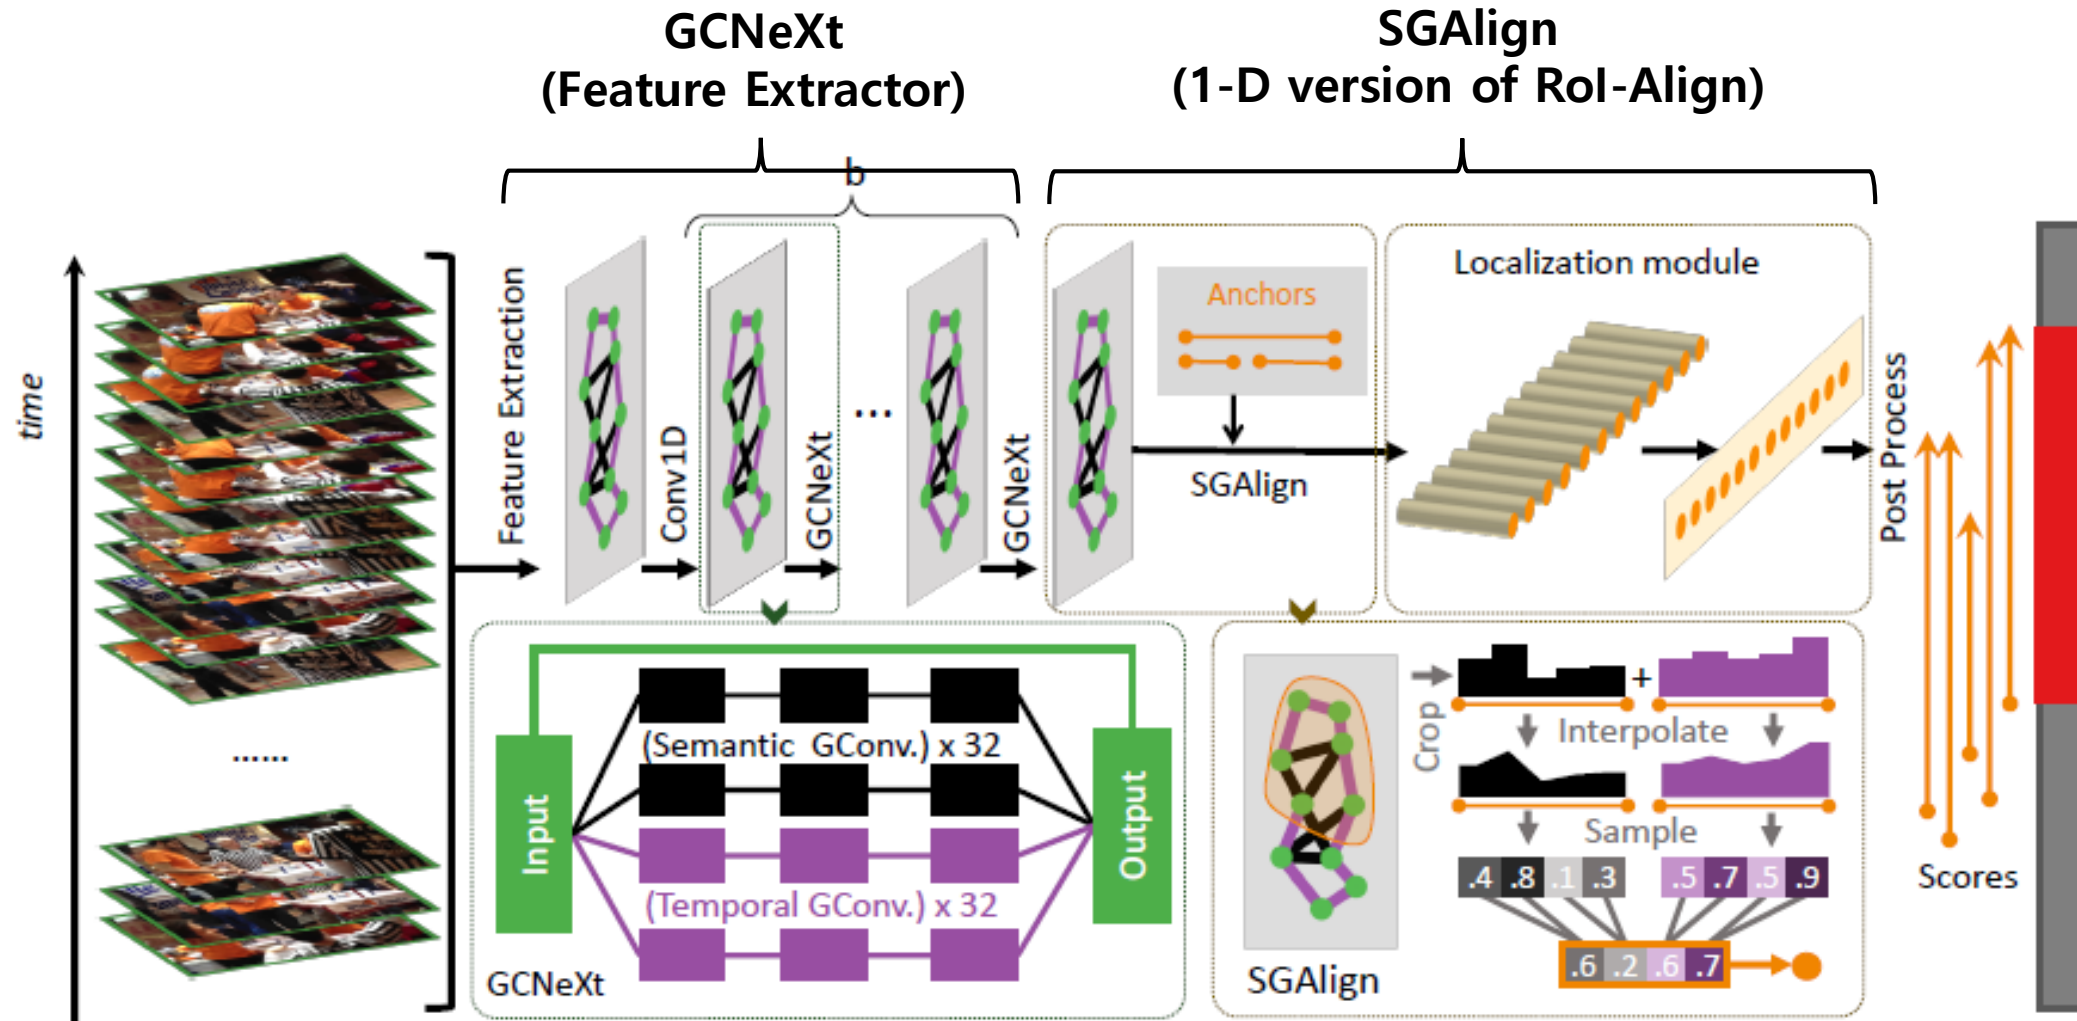 GCNeXt
(Feature Extractor)
SGAlign
(1-D version of RoI-Align)
b
time
......
Feature Extraction
Conv1D
GCNeXt
...
GCNeXt
Anchors
SGAlign
Localization module
Post Process
Scores
Input
(Semantic GConv.) x 32
(Temporal GConv.) x 32
Output
GCNeXt
SGAlign
Crop
+
Interpolate
Sample
.4 .8 .1 .3
.5 .7 .5 .9
.6 .2 .6 .7